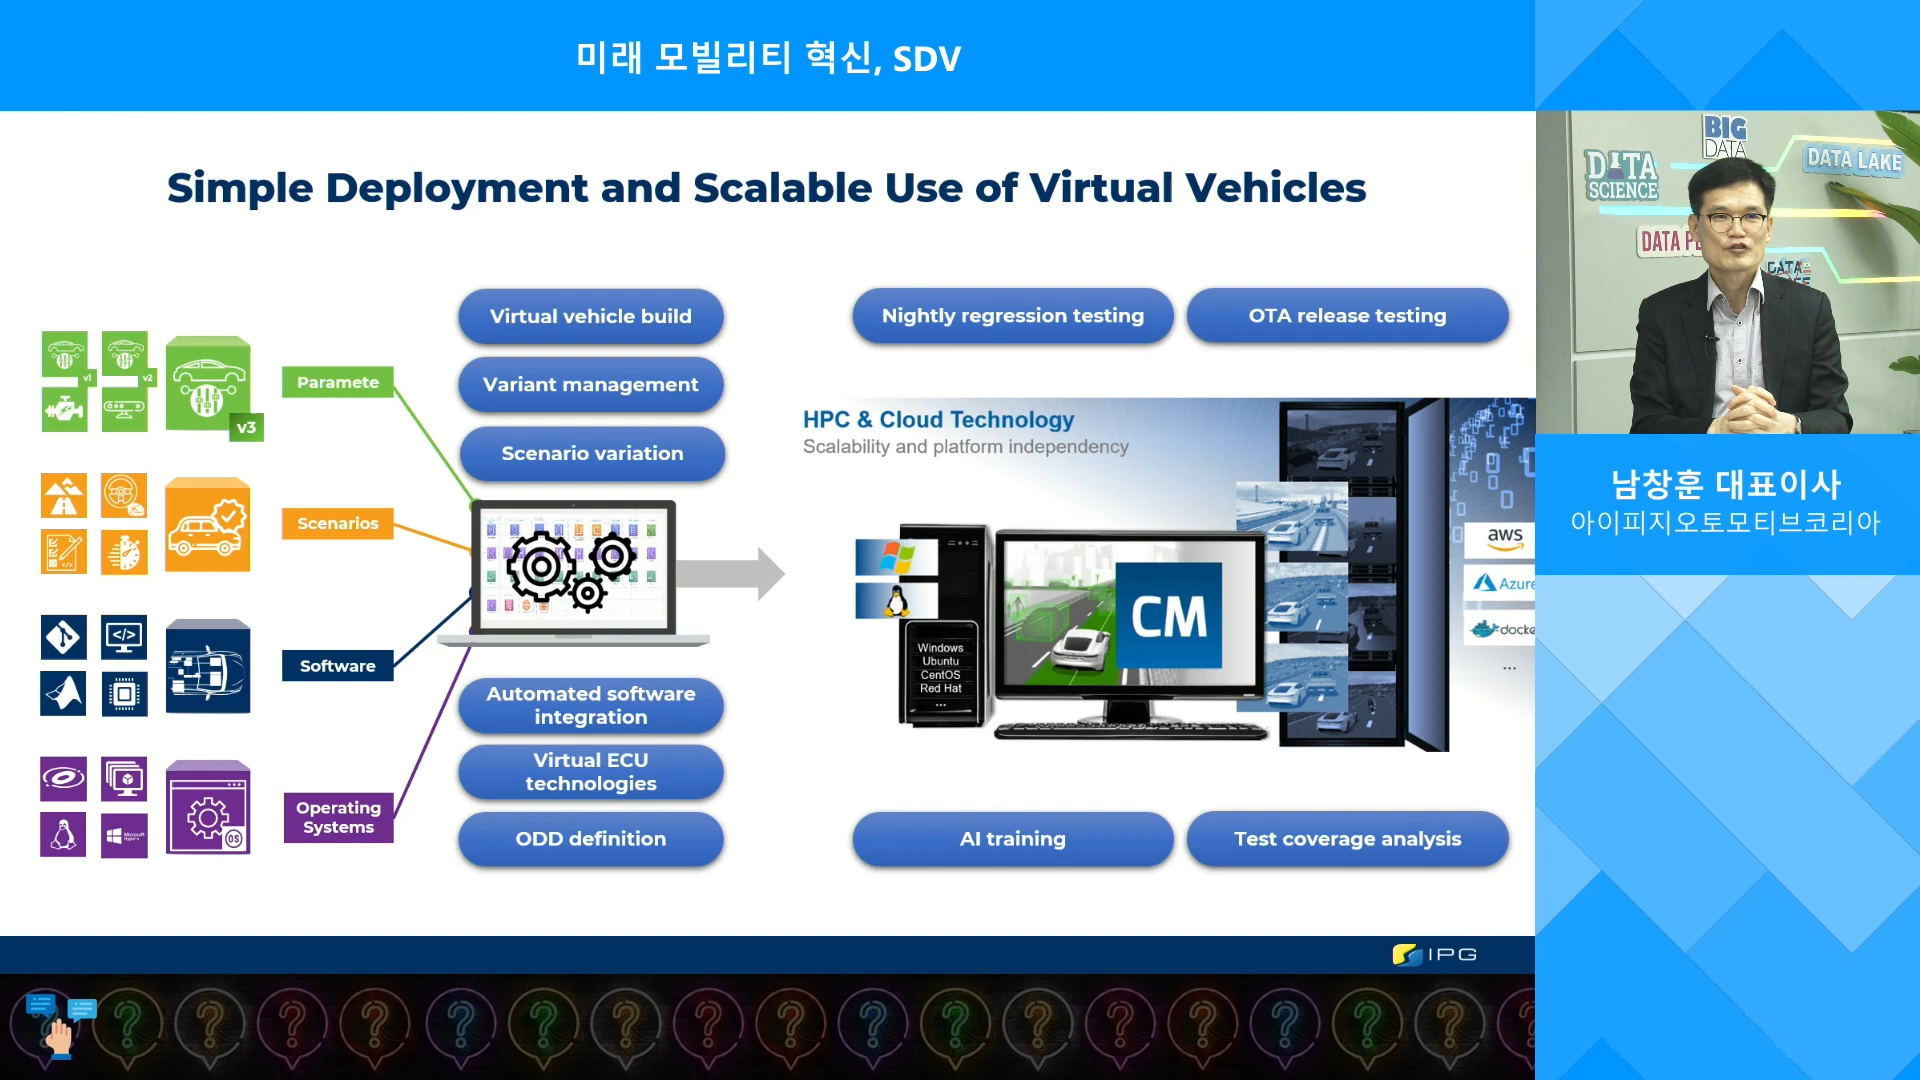 미래 모빌리티 혁신, SDV
Simple Deployment and Scalable Use of Virtual Vehicles
Virtual vehicle build
Variant management
Scenario variation
Nightly regression testing
OTA release testing
v1
v2
v3
Paramete
Scenarios
Software
Operating
Systems
OS
Microsoft
Automated software
integration
Virtual ECU
technologies
ODD definition
HPC & Cloud Technology
Scalability and platform independency
Windows
Ubuntu
CentOS
Red Hat
...
CM
aws
Azure
docke
...
AI training
Test coverage analysis
IPG
BIG
DATA
DATA
SCIENCE
DATA LAKE
DATA
남창훈 대표이사
아이피지오토모티브코리아